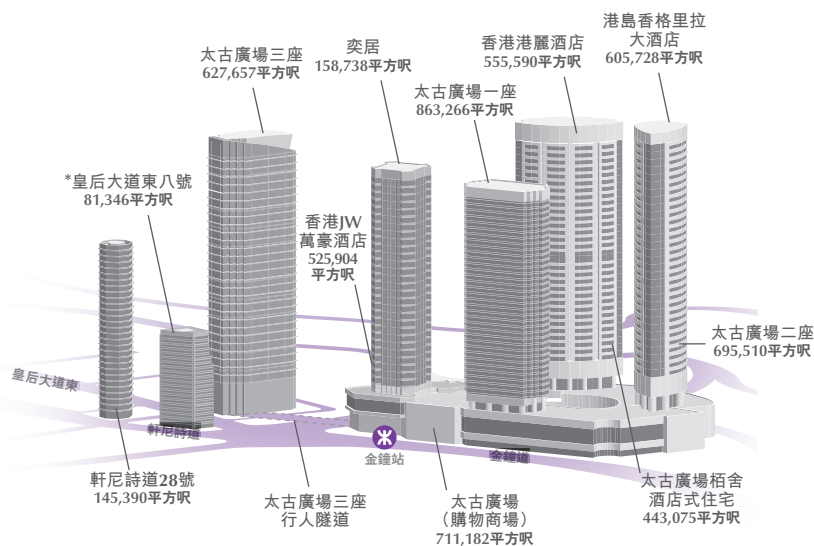 港島香格里拉
大酒店
605,728平方呎
香港港麗酒店
555,590平方呎
奕居
158,738平方呎
太古廣場三座
627,657平方呎
太古廣場一座
863,266平方呎
*皇后大道東八號
81,346平方呎
香港JW
萬豪酒店
525,904
平方呎
太古廣場二座
695,510平方呎
皇后大道東
軒尼詩道
金鐘站
金鐘道
軒尼詩道28號
145,390平方呎
太古廣場三座
行人隧道
太古廣場
（購物商場）
711,182平方呎
太古廣場栢舍
酒店式住宅
443,075平方呎